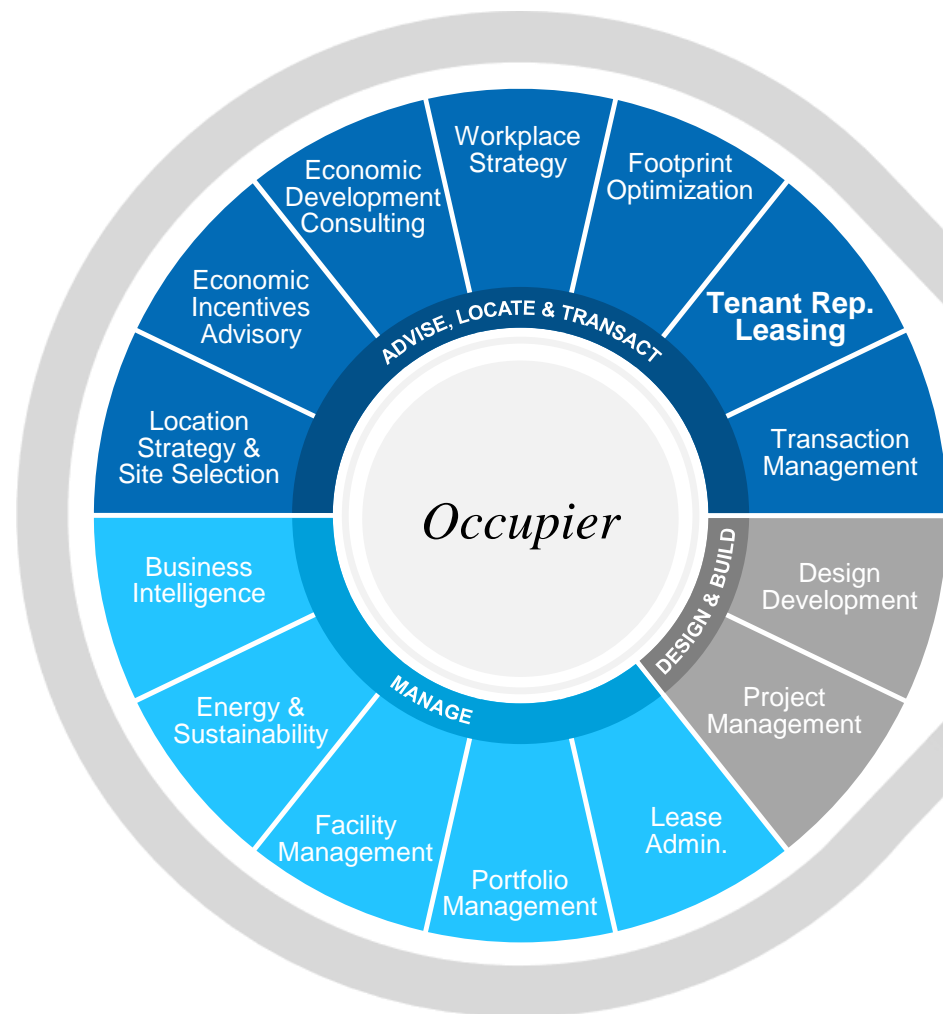 Workplace
Strategy
Footprint
Optimization
Economic
Development
Consulting
Economic
Incentives
Advisory
Tenant Rep.
Leasing
ADVISE, LOCATE & TRANSACT
Location
Strategy &
Site Selection
Transaction
Management
Occupier
Business
Intelligence
DESIGN & BUILD
Design
Development
Energy &
Sustainability
MANAGE
Project
Management
Facility
Management
Lease
Admin.
Portfolio
Management